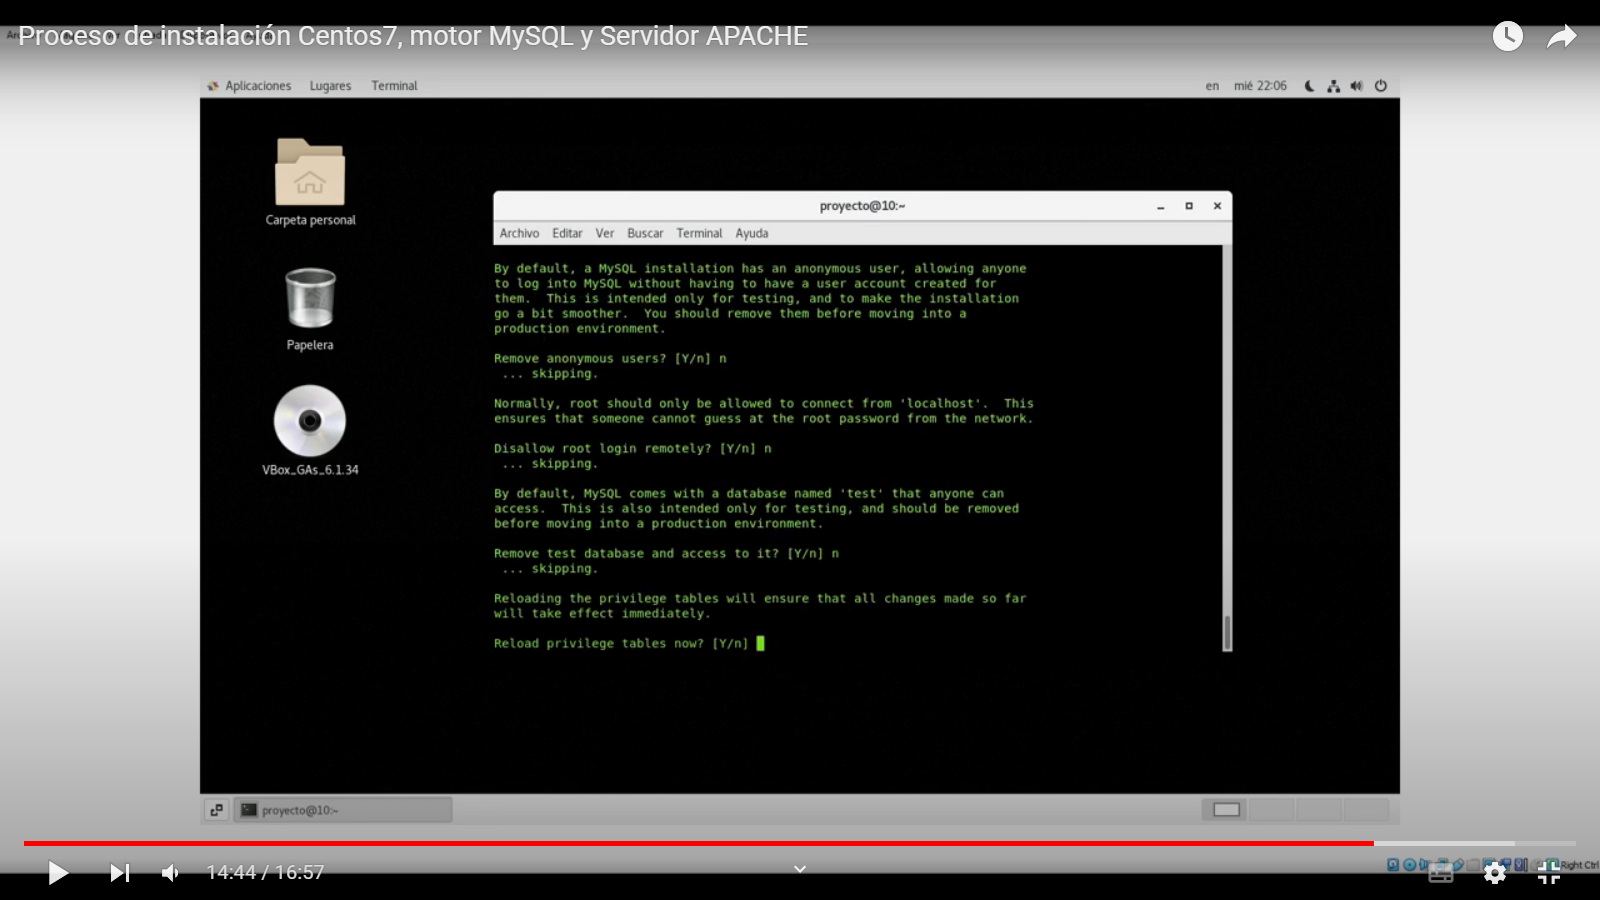 Proceso de instalación Centos7, motor MySQL y Servidor APACHE
Aplicaciones Lugares Terminal
en mié 22:06
Carpeta personal
Papelera
VBox_GAs_6.1.34
proyecto@10:~
Archivo Editar Ver Buscar Terminal Ayuda
By default, a MySQL installation has an anonymous user, allowing anyone
to log into MySQL without having to have a user account created for
them. This is intended only for testing, and to make the installation
go a bit smoother. You should remove them before moving into a
production environment.
Remove anonymous users? [Y/n] n
... skipping.
Normally, root should only be allowed to connect from 'localhost'. This
ensures that someone cannot guess at the root password from the network.
Disallow root login remotely? [Y/n] n
... skipping.
By default, MySQL comes with a database named 'test' that anyone can
access. This is also intended only for testing, and should be removed
before moving into a production environment.
Remove test database and access to it? [Y/n] n
... skipping.
Reloading the privilege tables will ensure that all changes made so far
will take effect immediately.
Reload privilege tables now? [Y/n]
proyecto@10:~
14:44 / 16:57
Right Ctrl